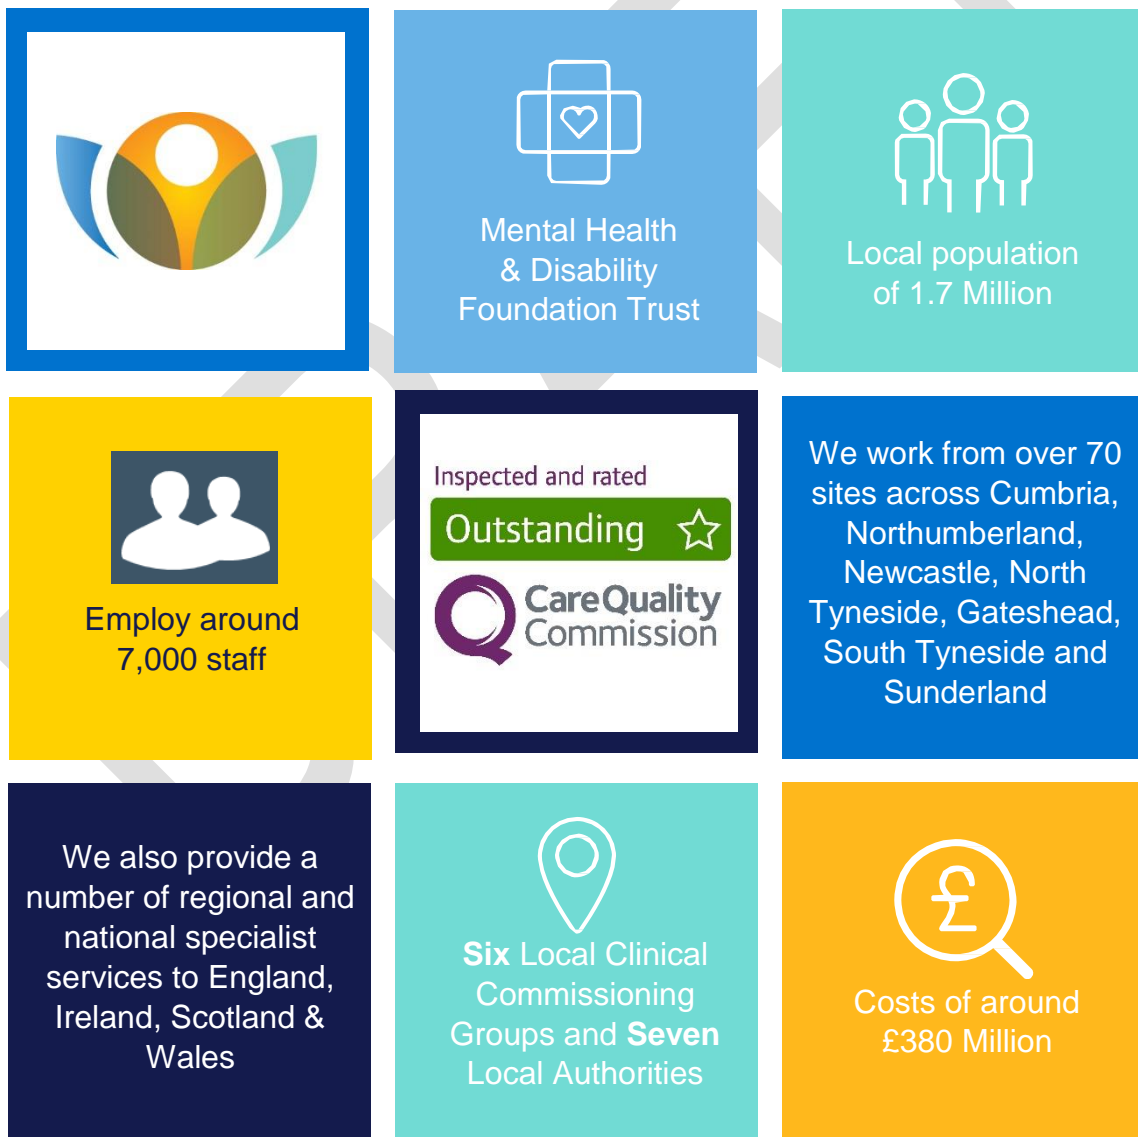 Mental Health
& Disability
Foundation Trust
Local population
of 1.7 Million
Employ around
7,000 staff
Inspected and rated
Outstanding
CareQuality
Commission
We work from over 70
sites across Cumbria,
Northumberland,
Newcastle, North
Tyneside, Gateshead,
South Tyneside and
Sunderland
We also provide a
number of regional and
national specialist
services to England,
Ireland, Scotland &
Wales
Six Local Clinical
Commissioning
Groups and Seven
Local Authorities
£
Costs of around
£380 Million